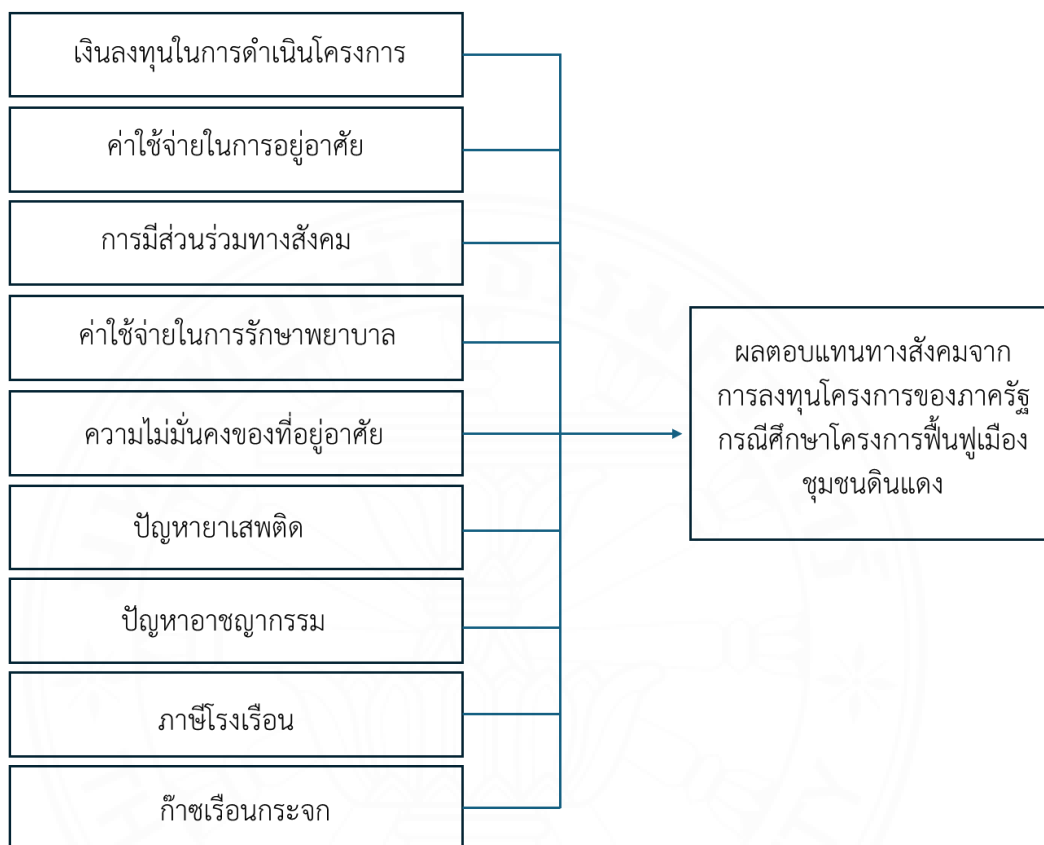 เงินลงทุนในการดำเนินโครงการ
ค่าใช้จ่ายในการอยู่อาศัย
การมีส่วนร่วมทางสังคม
ค่าใช้จ่ายในการรักษาพยาบาล
ความไม่มั่นคงของที่อยู่อาศัย
ปัญหายาเสพติด
ปัญหาอาชญากรรม
ภาษีโรงเรือน
ก๊าซเรือนกระจก
ผลตอบแทนทางสังคมจาก
การลงทุนโครงการของภาครัฐ
กรณีศึกษาโครงการฟื้นฟูเมือง
ชุมชนดินแดง